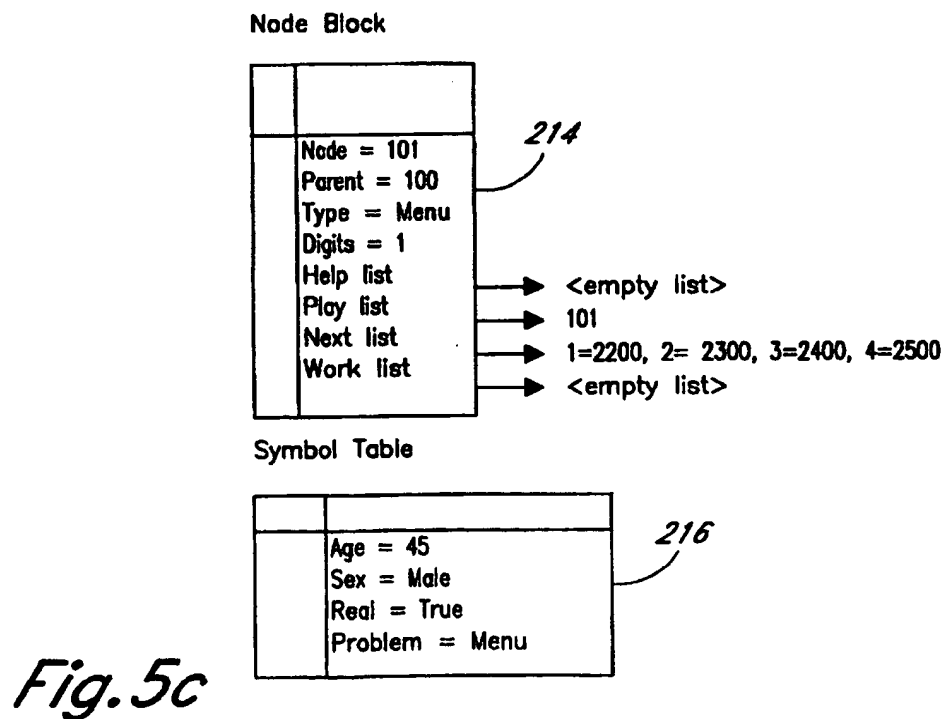 Node Block
214
Node = 101
Parent = 100
Type = Menu
Digits = 1
Help list
<empty list>
Play list
101
Next list
1=2200, 2= 2300, 3=2400, 4=2500
Work list
<empty list>
Symbol Table
216
Age = 45
Sex = Male
Real = True
Problem = Menu
Fig.5c